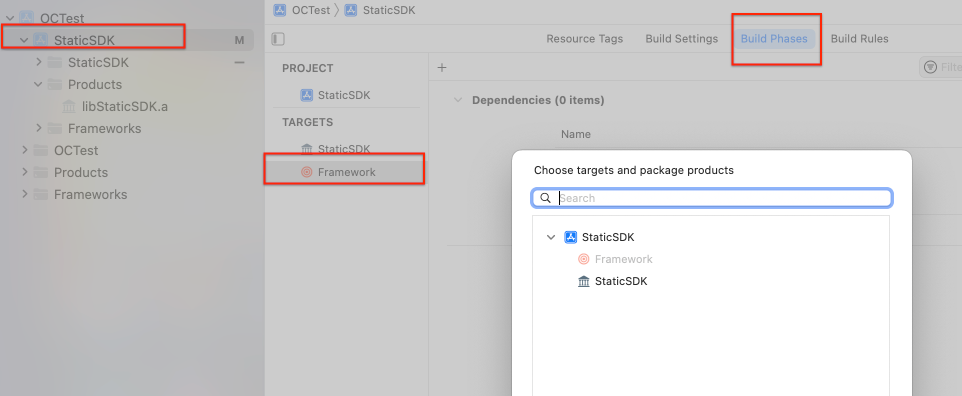 OCTest
StaticSDK M
StaticSDK
Products
libStaticSDK.a
Frameworks
OCTest
Products
Frameworks
OCTest StaticSDK
Resource Tags Build Settings Build Phases Build Rules
PROJECT
StaticSDK
TARGETS
StaticSDK
Framework
+ Filte
Dependencies (0 items)
Name
Choose targets and package products
Search
StaticSDK
Framework
StaticSDK